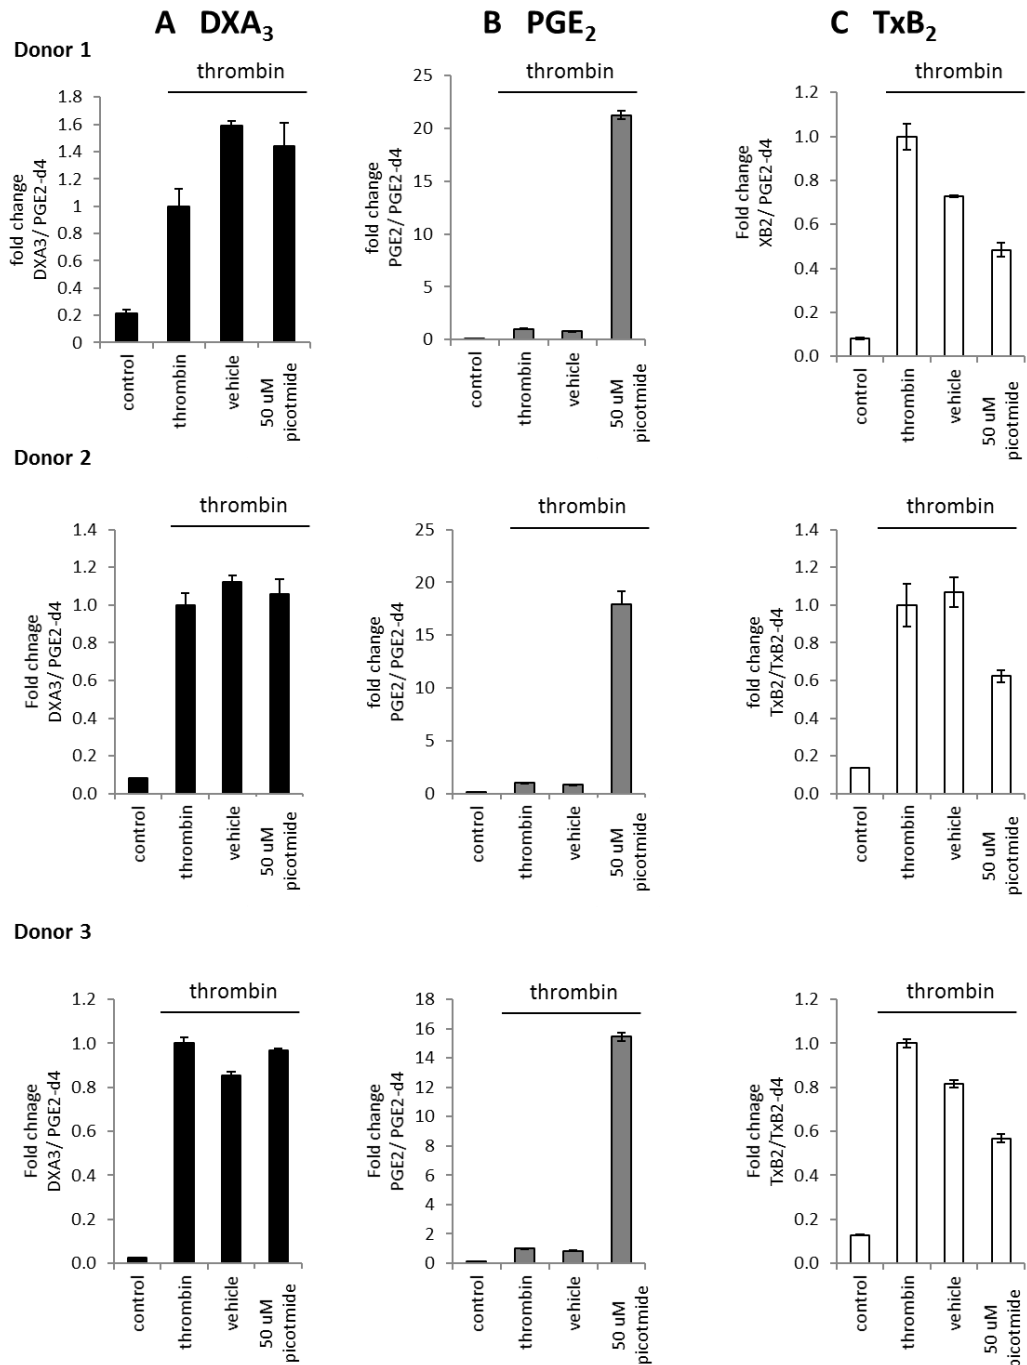 A DXA₃
B PGE₂
C TxB₂
Donor 1
thrombin
1.8
1.6
1.4
1.2
1
0.8
0.6
0.4
0.2
0
fold change
DXA3/ PGE2-d4
control
thrombin
vehicle
50 uM
picotmide
thrombin
25
20
15
10
5
0
fold change
PGE2/ PGE2-d4
control
thrombin
vehicle
50 uM
picotmide
thrombin
1.2
1.0
0.8
0.6
0.4
0.2
0.0
Fold change
XB2/ PGE2-d4
control
thrombin
vehicle
50 uM
picotmide
Donor 2
thrombin
1.4
1.2
1.0
0.8
0.6
0.4
0.2
0.0
Fold chnage
DXA3/ PGE2-d4
control
thrombin
vehicle
50 uM
picotmide
thrombin
25
20
15
10
5
0
fold change
PGE2/ PGE2-d4
control
thrombin
vehicle
50 uM
picotmide
thrombin
1.4
1.2
1.0
0.8
0.6
0.4
0.2
0.0
fold change
TxB2/TxB2-d4
control
thrombin
vehicle
50 uM
picotmide
Donor 3
thrombin
1.2
1.0
0.8
0.6
0.4
0.2
0.0
Fold chnage
DXA3/ PGE2-d4
control
thrombin
vehicle
50 uM
picotmide
thrombin
18
16
14
12
10
8
6
4
2
0
Fold change
PGE2/ PGE2-d4
control
thrombin
vehicle
50 uM
picotmide
thrombin
1.2
1.0
0.8
0.6
0.4
0.2
0.0
Fold chnage
TxB2/TxB2-d4
control
thrombin
vehicle
50 uM
picotmide